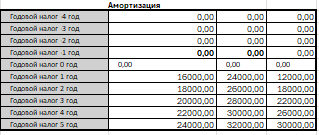 Амортизация
Годовой налог -4 год 0,00 0,00 0,00
Годовой налог -3 год 0,00 0,00 0,00
Годовой налог -2 год 0,00 0,00 0,00
Годовой налог -1 год 0,00 0,00 0,00
Годовой налог 0 год 0,00 0,00 0,00
Годовой налог 1 год 16000,00 24000,00 12000,00
Годовой налог 2 год 18000,00 26000,00 18000,00
Годовой налог 3 год 20000,00 28000,00 22000,00
Годовой налог 4 год 22000,00 30000,00 26000,00
Годовой налог 5 год 24000,00 32000,00 30000,00